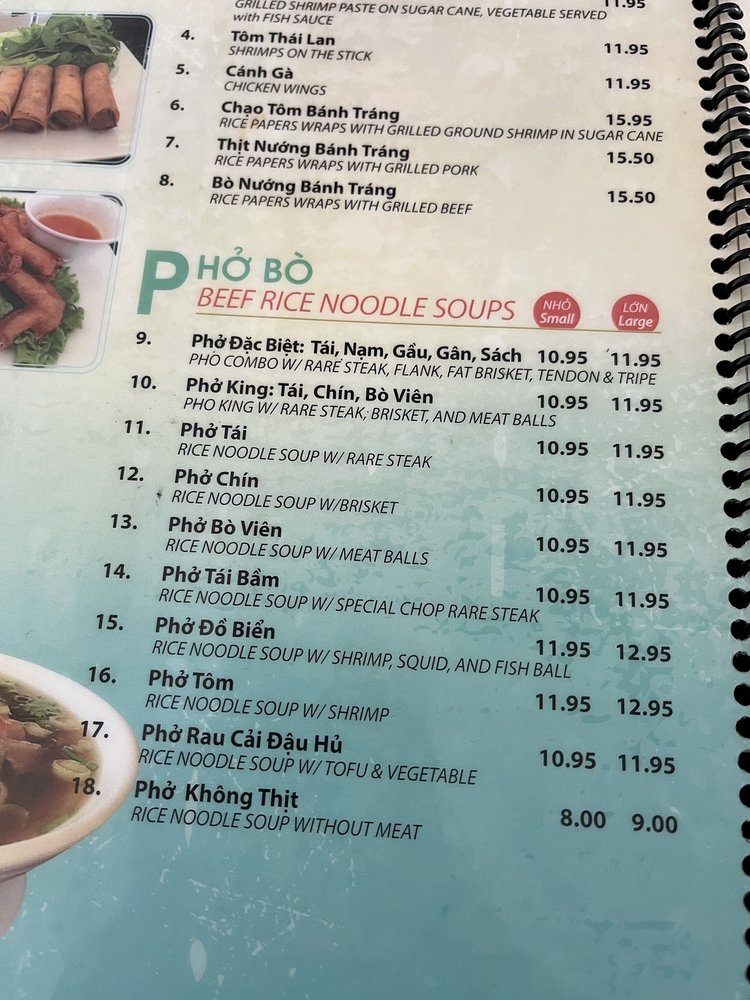 GRILLED SHRIMP PASTE ON SUGAR CANE, VEGETABLE SERVED 11.95
with FISH SAUCE
4. Tôm Thái Lan 11.95
SHRIMPS ON THE STICK
5. Cánh Gà 11.95
CHICKEN WINGS
6. Chạo Tôm Bánh Tráng 15.95
RICE PAPERS WRAPS WITH GRILLED GROUND SHRIMP IN SUGAR CANE
7. Thịt Nướng Bánh Tráng 15.50
RICE PAPERS WRAPS WITH GRILLED PORK
8. Bò Nướng Bánh Tráng 15.50
RICE PAPERS WRAPS WITH GRILLED BEEF
PHỞ BÒ
BEEF RICE NOODLE SOUPS NHỎ Small LỚN Large
9. Phở Đặc Biệt: Tái, Nạm, Gầu, Gân, Sách 10.95 11.95
PHO COMBO W/ RARE STEAK, FLANK, FAT BRISKET, TENDON & TRIPE
10. Phở King: Tái, Chín, Bò Viên 10.95 11.95
PHO KING W/ RARE STEAK, BRISKET, AND MEAT BALLS
11. Phở Tái 10.95 11.95
RICE NOODLE SOUP W/ RARE STEAK
12. Phở Chín 10.95 11.95
RICE NOODLE SOUP W/BRISKET
13. Phở Bò Viên 10.95 11.95
RICE NOODLE SOUP W/ MEAT BALLS
14. Phở Tái Bầm 10.95 11.95
RICE NOODLE SOUP W/ SPECIAL CHOP RARE STEAK
15. Phở Đồ Biển 11.95 12.95
RICE NOODLE SOUP W/ SHRIMP, SQUID, AND FISH BALL
16. Phở Tôm 11.95 12.95
RICE NOODLE SOUP W/ SHRIMP
17. Phở Rau Cải Đậu Hủ 10.95 11.95
RICE NOODLE SOUP W/ TOFU & VEGETABLE
18. Phở Không Thịt 8.00 9.00
RICE NOODLE SOUP WITHOUT MEAT